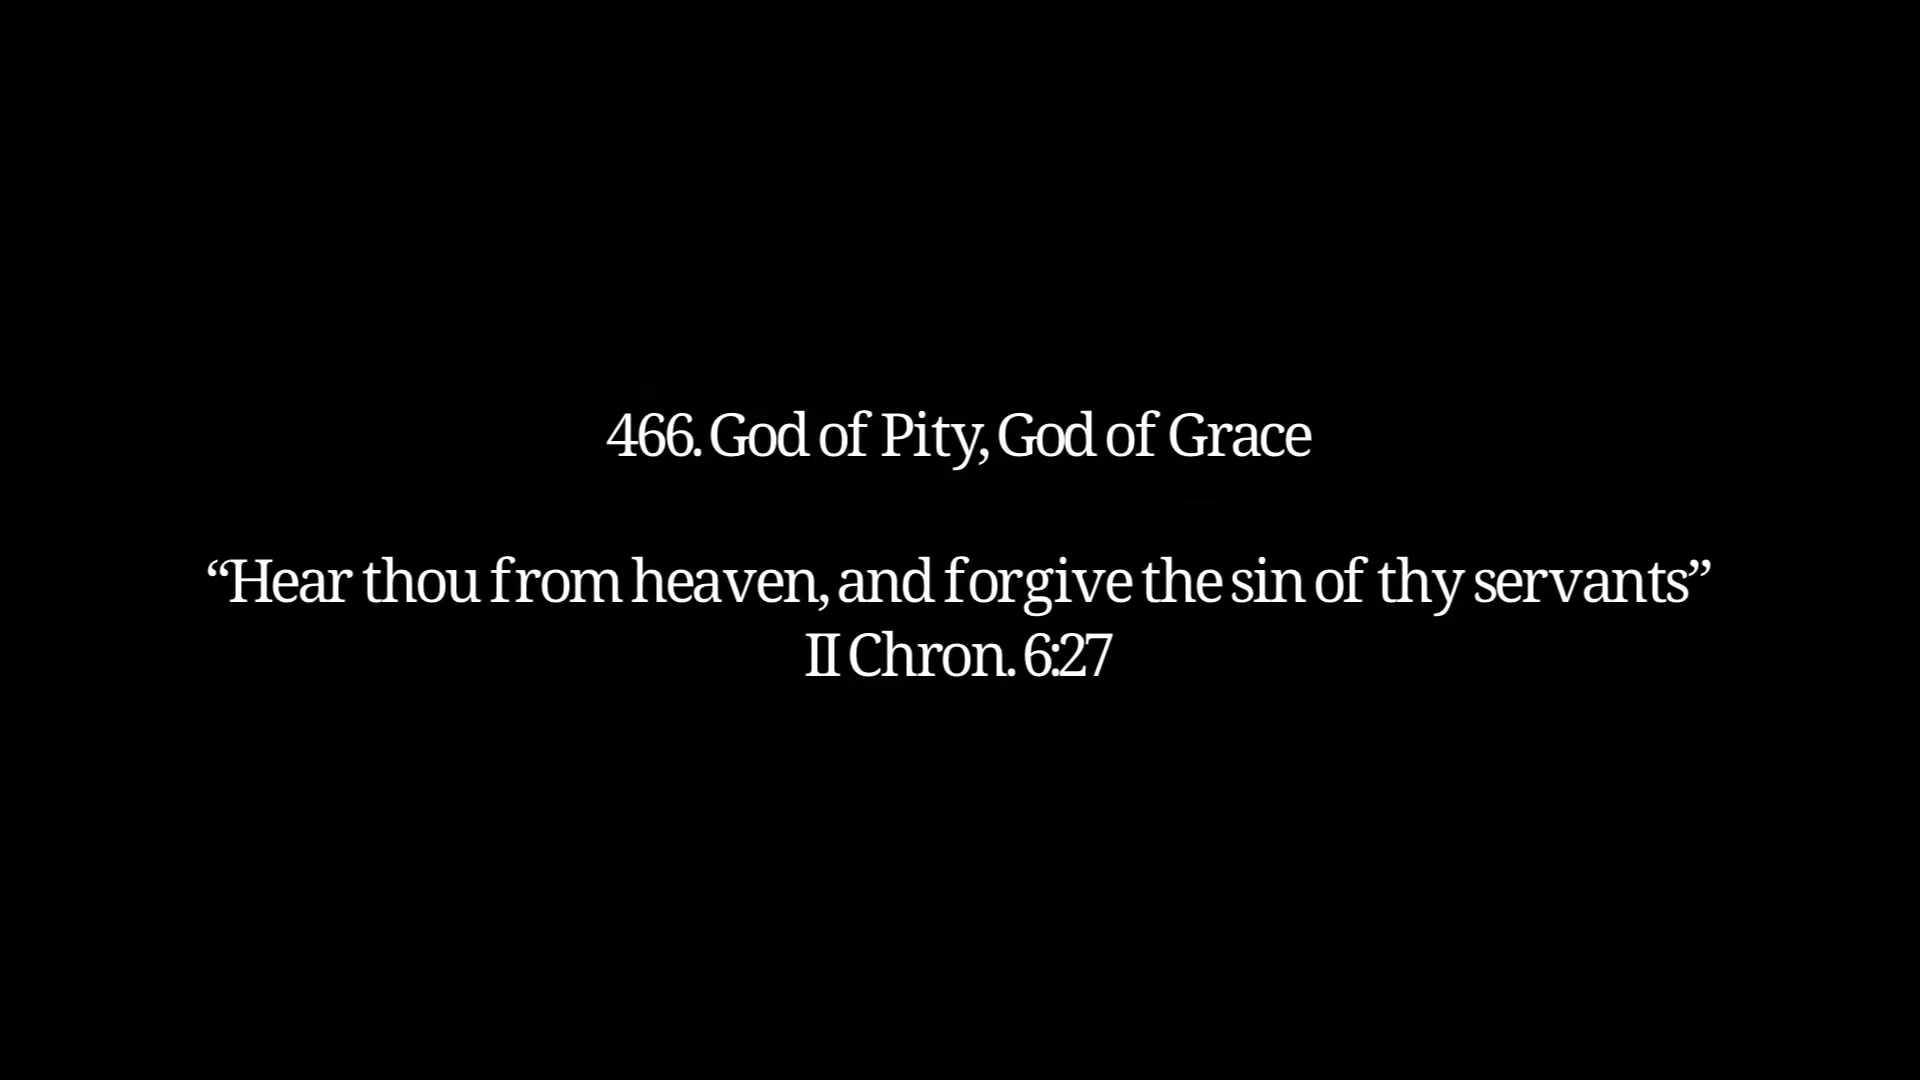 466. God of Pity, God of Grace
“Hear thou from heaven, and forgive the sin of thy servants”
II Chron. 6:27